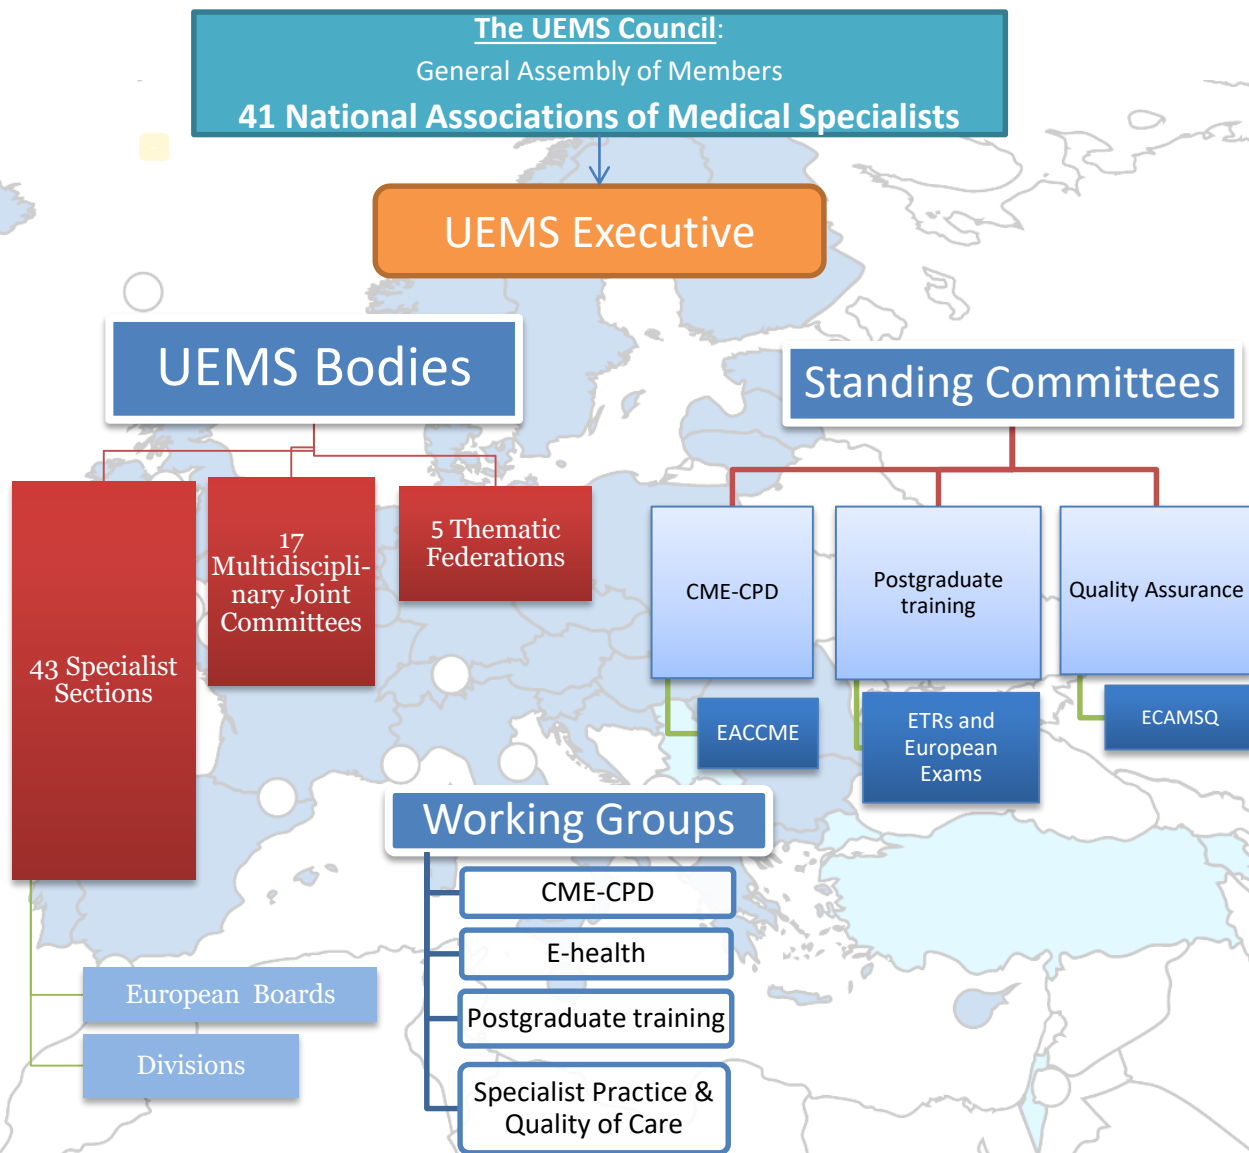 The UEMS Council:
General Assembly of Members
41 National Associations of Medical Specialists
UEMS Executive
UEMS Bodies
Standing Committees
43 Specialist
Sections
17
Multidiscipli-
nary Joint
Committees
5 Thematic
Federations
European Boards
Divisions
CME-CPD
Postgraduate
training
Quality Assurance
EACCME
ETRs and
European
Exams
ECAMSQ
Working Groups
CME-CPD
E-health
Postgraduate training
Specialist Practice &
Quality of Care